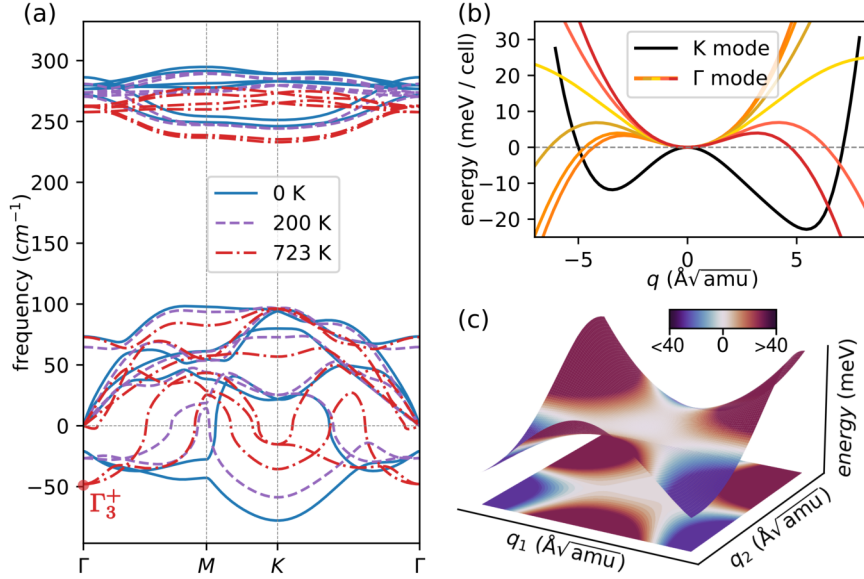 (a)
300
250
200
150
100
50
0
−50
frequency (cm⁻¹)
0 K
200 K
723 K
Γ₃⁺
Γ
M
K
Γ
(b)
30
20
10
0
−10
−20
energy (meV / cell)
K mode
Γ mode
−5
0
5
q (Å√amu)
(c)
<40
0
>40
energy (meV)
q₁ (Å√amu)
q₂ (Å√amu)